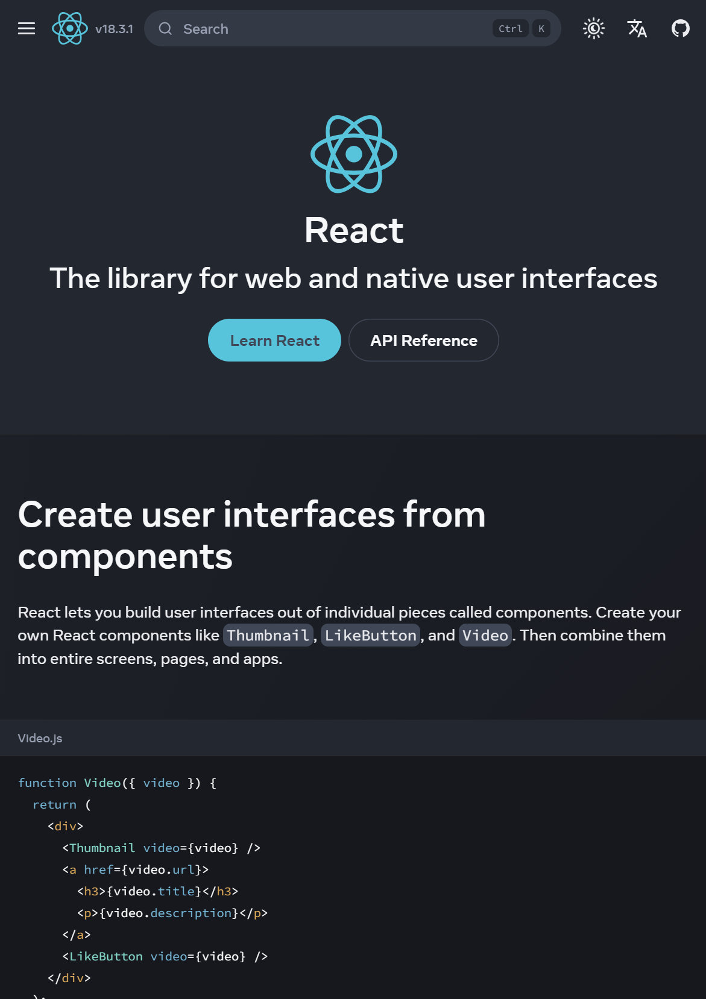 v18.3.1
Search
Ctrl K
React
The library for web and native user interfaces
Learn React
API Reference
Create user interfaces from
components
React lets you build user interfaces out of individual pieces called components. Create your
own React components like Thumbnail, LikeButton, and Video. Then combine them
into entire screens, pages, and apps.
Video.js
function Video({ video }) {
  return (
    <div>
      <Thumbnail video={video} />
      <a href={video.url}>
        <h3>{video.title}</h3>
        <p>{video.description}</p>
      </a>
      <LikeButton video={video} />
    </div>
  );